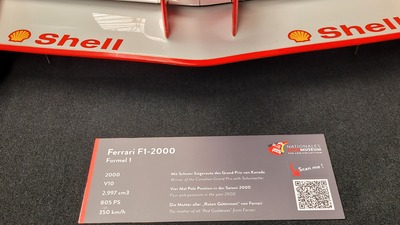 Shell
Shell
Ferrari F1-2000
Formel 1
2000
V10
2.997 cm3
805 PS
350 km/h
Mit Schumi Siegerauto des Grand Prix von Kanada
Winner of the Canadian Grand Prix with Schumacher
Vier Mal Pole Position in der Saison 2000
Four pole positions in the year 2000
Die Mutter aller „Roten Göttinnen" von Ferrari
The mother of all "Red Goddesses" from Ferrari
NATIONALES
MUSEUM
Scan me!